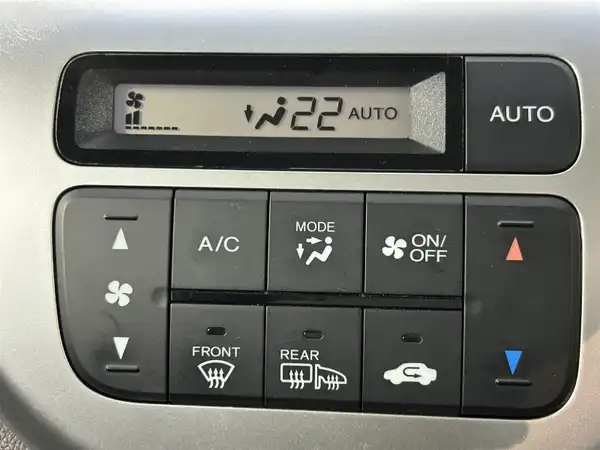 22 AUTO
AUTO
A/C
MODE
ON/
OFF
FRONT
REAR